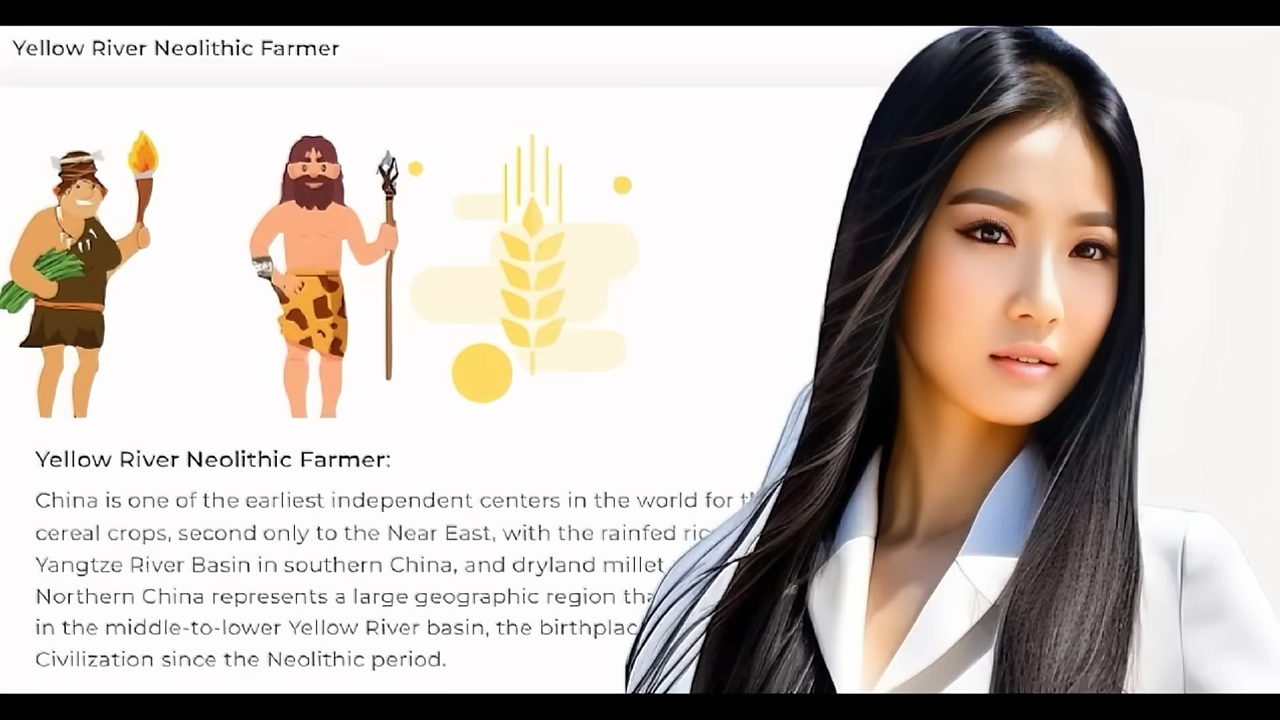 Yellow River Neolithic Farmer
Yellow River Neolithic Farmer:
China is one of the earliest independent centers in the world for
cereal crops, second only to the Near East, with the rainfed
Yangtze River Basin in southern China, and dryland millet
Northern China represents a large geographic region
in the middle-to-lower Yellow River basin, the
Civilization since the Neolithic period.